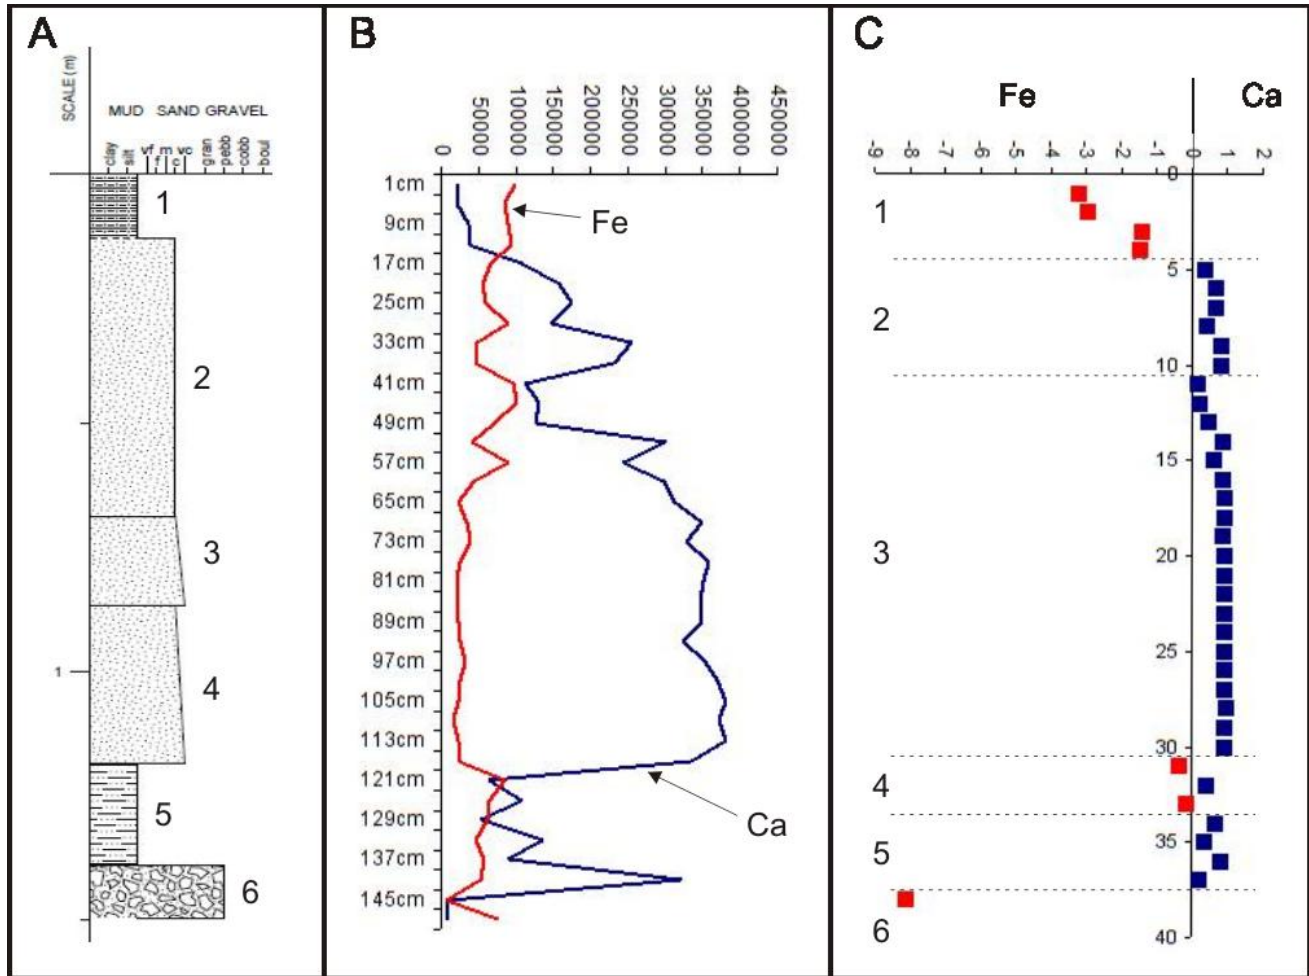 A
SCALE (m)
MUD SAND GRAVEL
clay
silt
vf
f
m
c
vc
gran
pebb
cobb
boul
1
2
3
1
4
5
6
B
0 50000 100000 150000 200000 250000 300000 350000 400000 450000
1cm
9cm
Fe
17cm
25cm
33cm
41cm
49cm
57cm
65cm
73cm
81cm
89cm
97cm
105cm
113cm
121cm
129cm
Ca
137cm
145cm
C
Fe Ca
-9 -8 -7 -6 -5 -4 -3 -2 -1 0 1 2
0
1
5
2
10
15
3
20
25
30
4
35
5
6
40